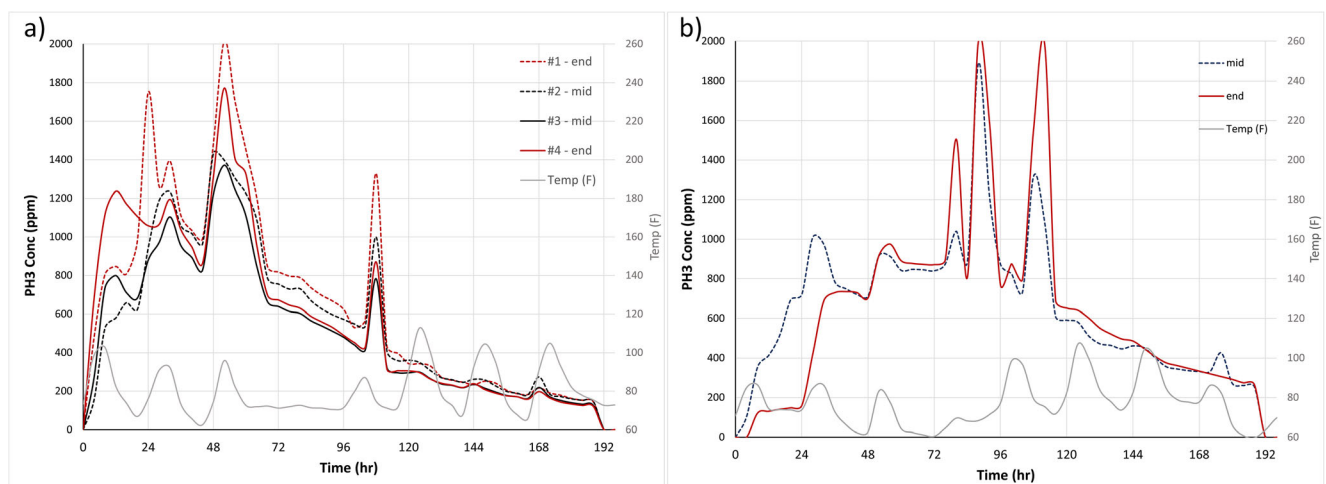 a)
PH3 Conc (ppm)
2000
1800
1600
1400
1200
1000
800
600
400
200
0
0 24 48 72 96 120 144 168 192
Time (hr)
#1 - end
#2 - mid
#3 - mid
#4 - end
Temp (F)
260
240
220
200
180
160
140
120
100
80
60
Temp (F)
b)
PH3 Conc (ppm)
2000
1800
1600
1400
1200
1000
800
600
400
200
0
0 24 48 72 96 120 144 168 192
Time (hr)
mid
end
Temp (F)
260
240
220
200
180
160
140
120
100
80
60
Temp (F)